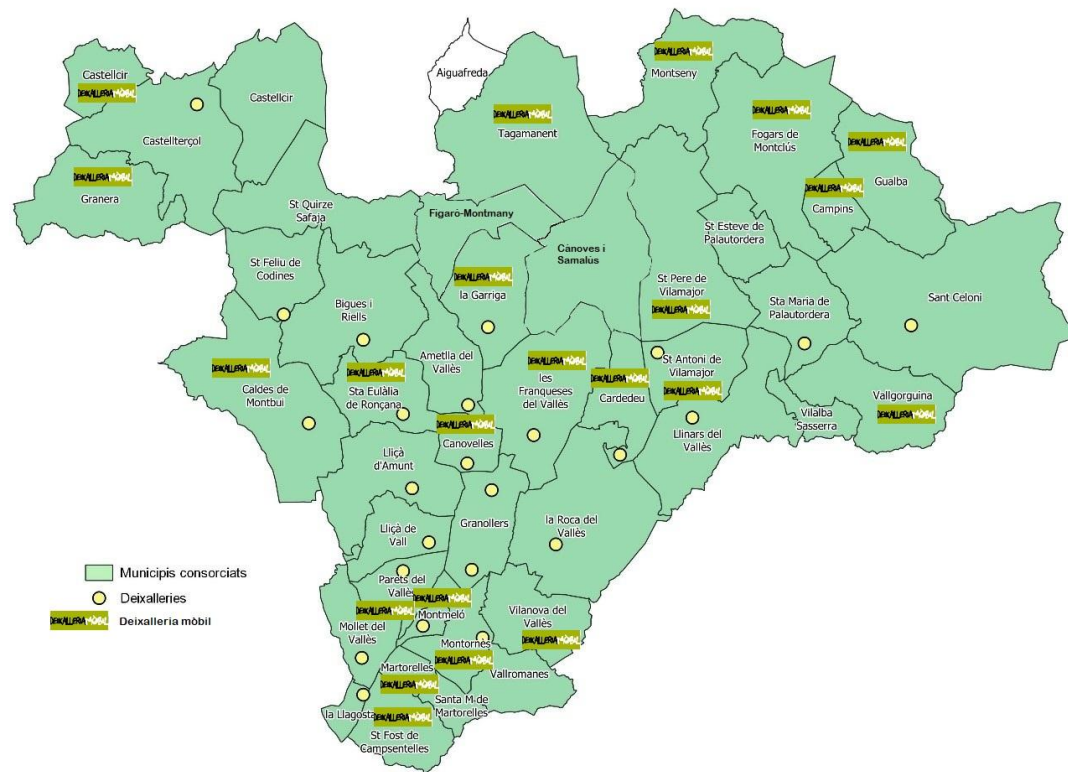 Aiguafreda
DEIXALLERIA MÒBIL
Montseny
Castellcir
DEIXALLERIA MÒBIL
Castellcir
DEIXALLERIA MÒBIL
Tagamanent
DEIXALLERIA MÒBIL
Fogars de
Montclús
Castellterçol
DEIXALLERIA MÒBIL
Gualba
DEIXALLERIA MÒBIL
Granera
DEIXALLERIA MÒBIL
Campins
St Quirze
Safaja
Figaró-Montmany
St Esteve de
Palautordera
Cànoves i
Samalús
St Feliu de
Codines
DEIXALLERIA MÒBIL
la Garriga
St Pere de
Vilamajor
DEIXALLERIA MÒBIL
Bigues i
Riells
Sta Maria de
Palautordera
Sant Celoni
DEIXALLERIA MÒBIL
Caldes de
Montbui
DEIXALLERIA MÒBIL
Sta Eulàlia
de Ronçana
Ametlla del
Vallès
DEIXALLERIA MÒBIL
les
Franqueses
del Vallès
DEIXALLERIA MÒBIL
Cardedeu
St Antoni de
Vilamajor
DEIXALLERIA MÒBIL
Vallgorguina
DEIXALLERIA MÒBIL
Vilalba
Sasserra
DEIXALLERIA MÒBIL
Canovelles
Llinars del
Vallès
Lliçà
d'Amunt
Granollers
la Roca del
Vallès
Lliçà de
Vall
Municipis consorciats
Deixalleries
DEIXALLERIA MÒBIL
Deixalleria mòbil
Parets del
Vallès
DEIXALLERIA MÒBIL
Montmeló
DEIXALLERIA MÒBIL
Mollet del
Vallès
Vilanova del
Vallès
DEIXALLERIA MÒBIL
Montornès
DEIXALLERIA MÒBIL
Vallromanes
Martorelles
DEIXALLERIA MÒBIL
Santa M de
Martorelles
la Llagosta
DEIXALLERIA MÒBIL
St Fost de
Campsentelles